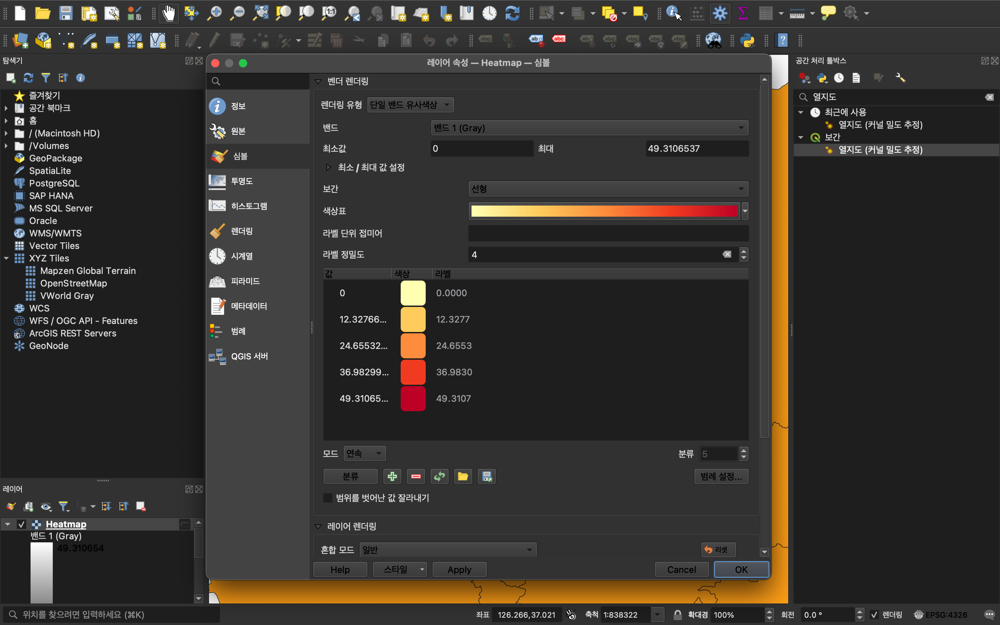 탐색기
즐겨찾기
공간 북마크
홈
/ (Macintosh HD)
/Volumes
GeoPackage
SpatiaLite
PostgreSQL
SAP HANA
MS SQL Server
Oracle
WMS/WMTS
Vector Tiles
XYZ Tiles
Mapzen Global Terrain
OpenStreetMap
VWorld Gray
WCS
WFS / OGC API - Features
ArcGIS REST Servers
GeoNode
레이어
Heatmap
밴드 1 (Gray)
49.310654
레이어 속성 — Heatmap — 심볼
정보
원본
심볼
투명도
히스토그램
렌더링
시계열
피라미드
메타데이터
범례
QGIS 서버
벤더 렌더링
렌더링 유형 단일 밴드 유사색상
밴드 밴드 1 (Gray)
최소값 0 최대 49.3106537
최소 / 최대 값 설정
보간 선형
색상표
라벨 단위 접미어
라벨 정밀도 4
값 색상 라벨
0 0.0000
12.32766... 12.3277
24.65532... 24.6553
36.98299... 36.9830
49.31065... 49.3107
모드 연속 분류 5
분류 범례 설정...
범위를 벗어난 값 잘라내기
레이어 렌더링
혼합 모드 일반 리셋
Help 스타일 Apply Cancel OK
공간 처리 툴박스
열지도
최근에 사용
열지도 (커널 밀도 추정)
보간
열지도 (커널 밀도 추정)
위치를 찾으려면 입력하세요 (⌘K)
좌표 126.266,37.021 축척 1:838322 확대경 100% 회전 0.0 ° 렌더링 EPSG:4326